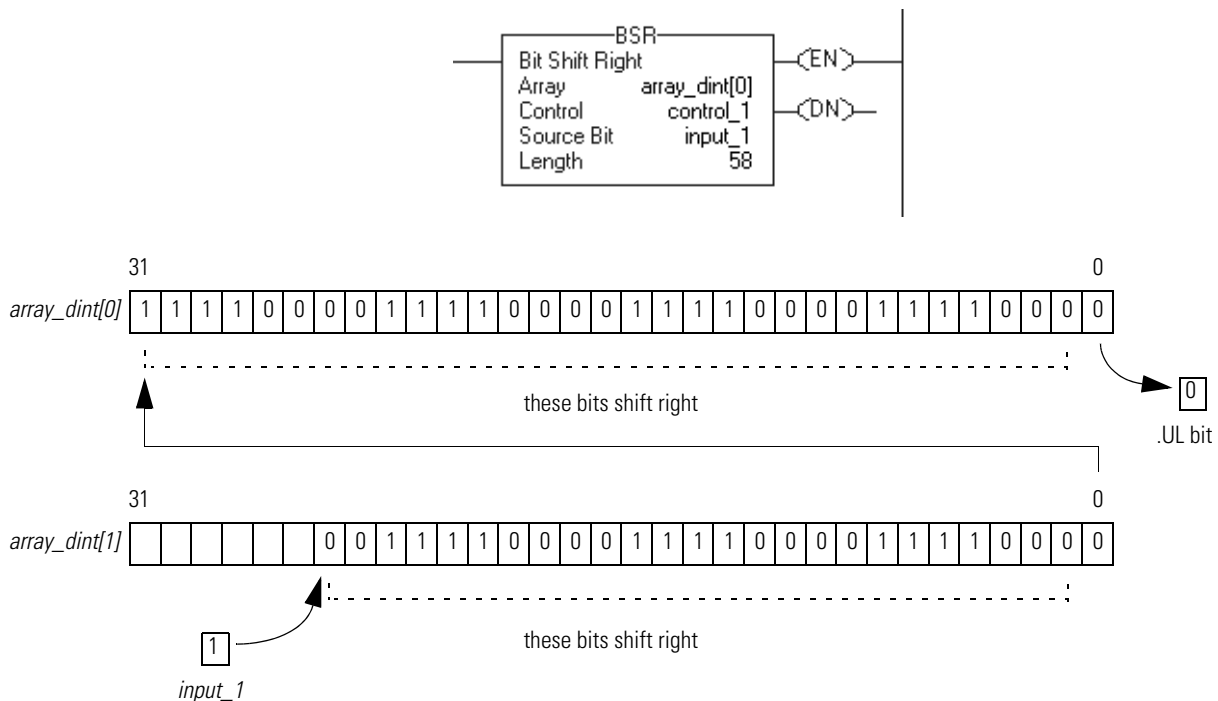 BSR
Bit Shift Right
Array array_dint[0]
Control control_1
Source Bit input_1
Length 58
EN
DN
31 0
array_dint[0] 1 1 1 1 0 0 0 0 1 1 1 1 0 0 0 0 1 1 1 1 0 0 0 0 1 1 1 1 0 0 0 0
these bits shift right
0
.UL bit
31 0
array_dint[1] 0 0 1 1 1 1 0 0 0 0 1 1 1 1 0 0 0 0 1 1 1 1 0 0 0 0
these bits shift right
1
input_1